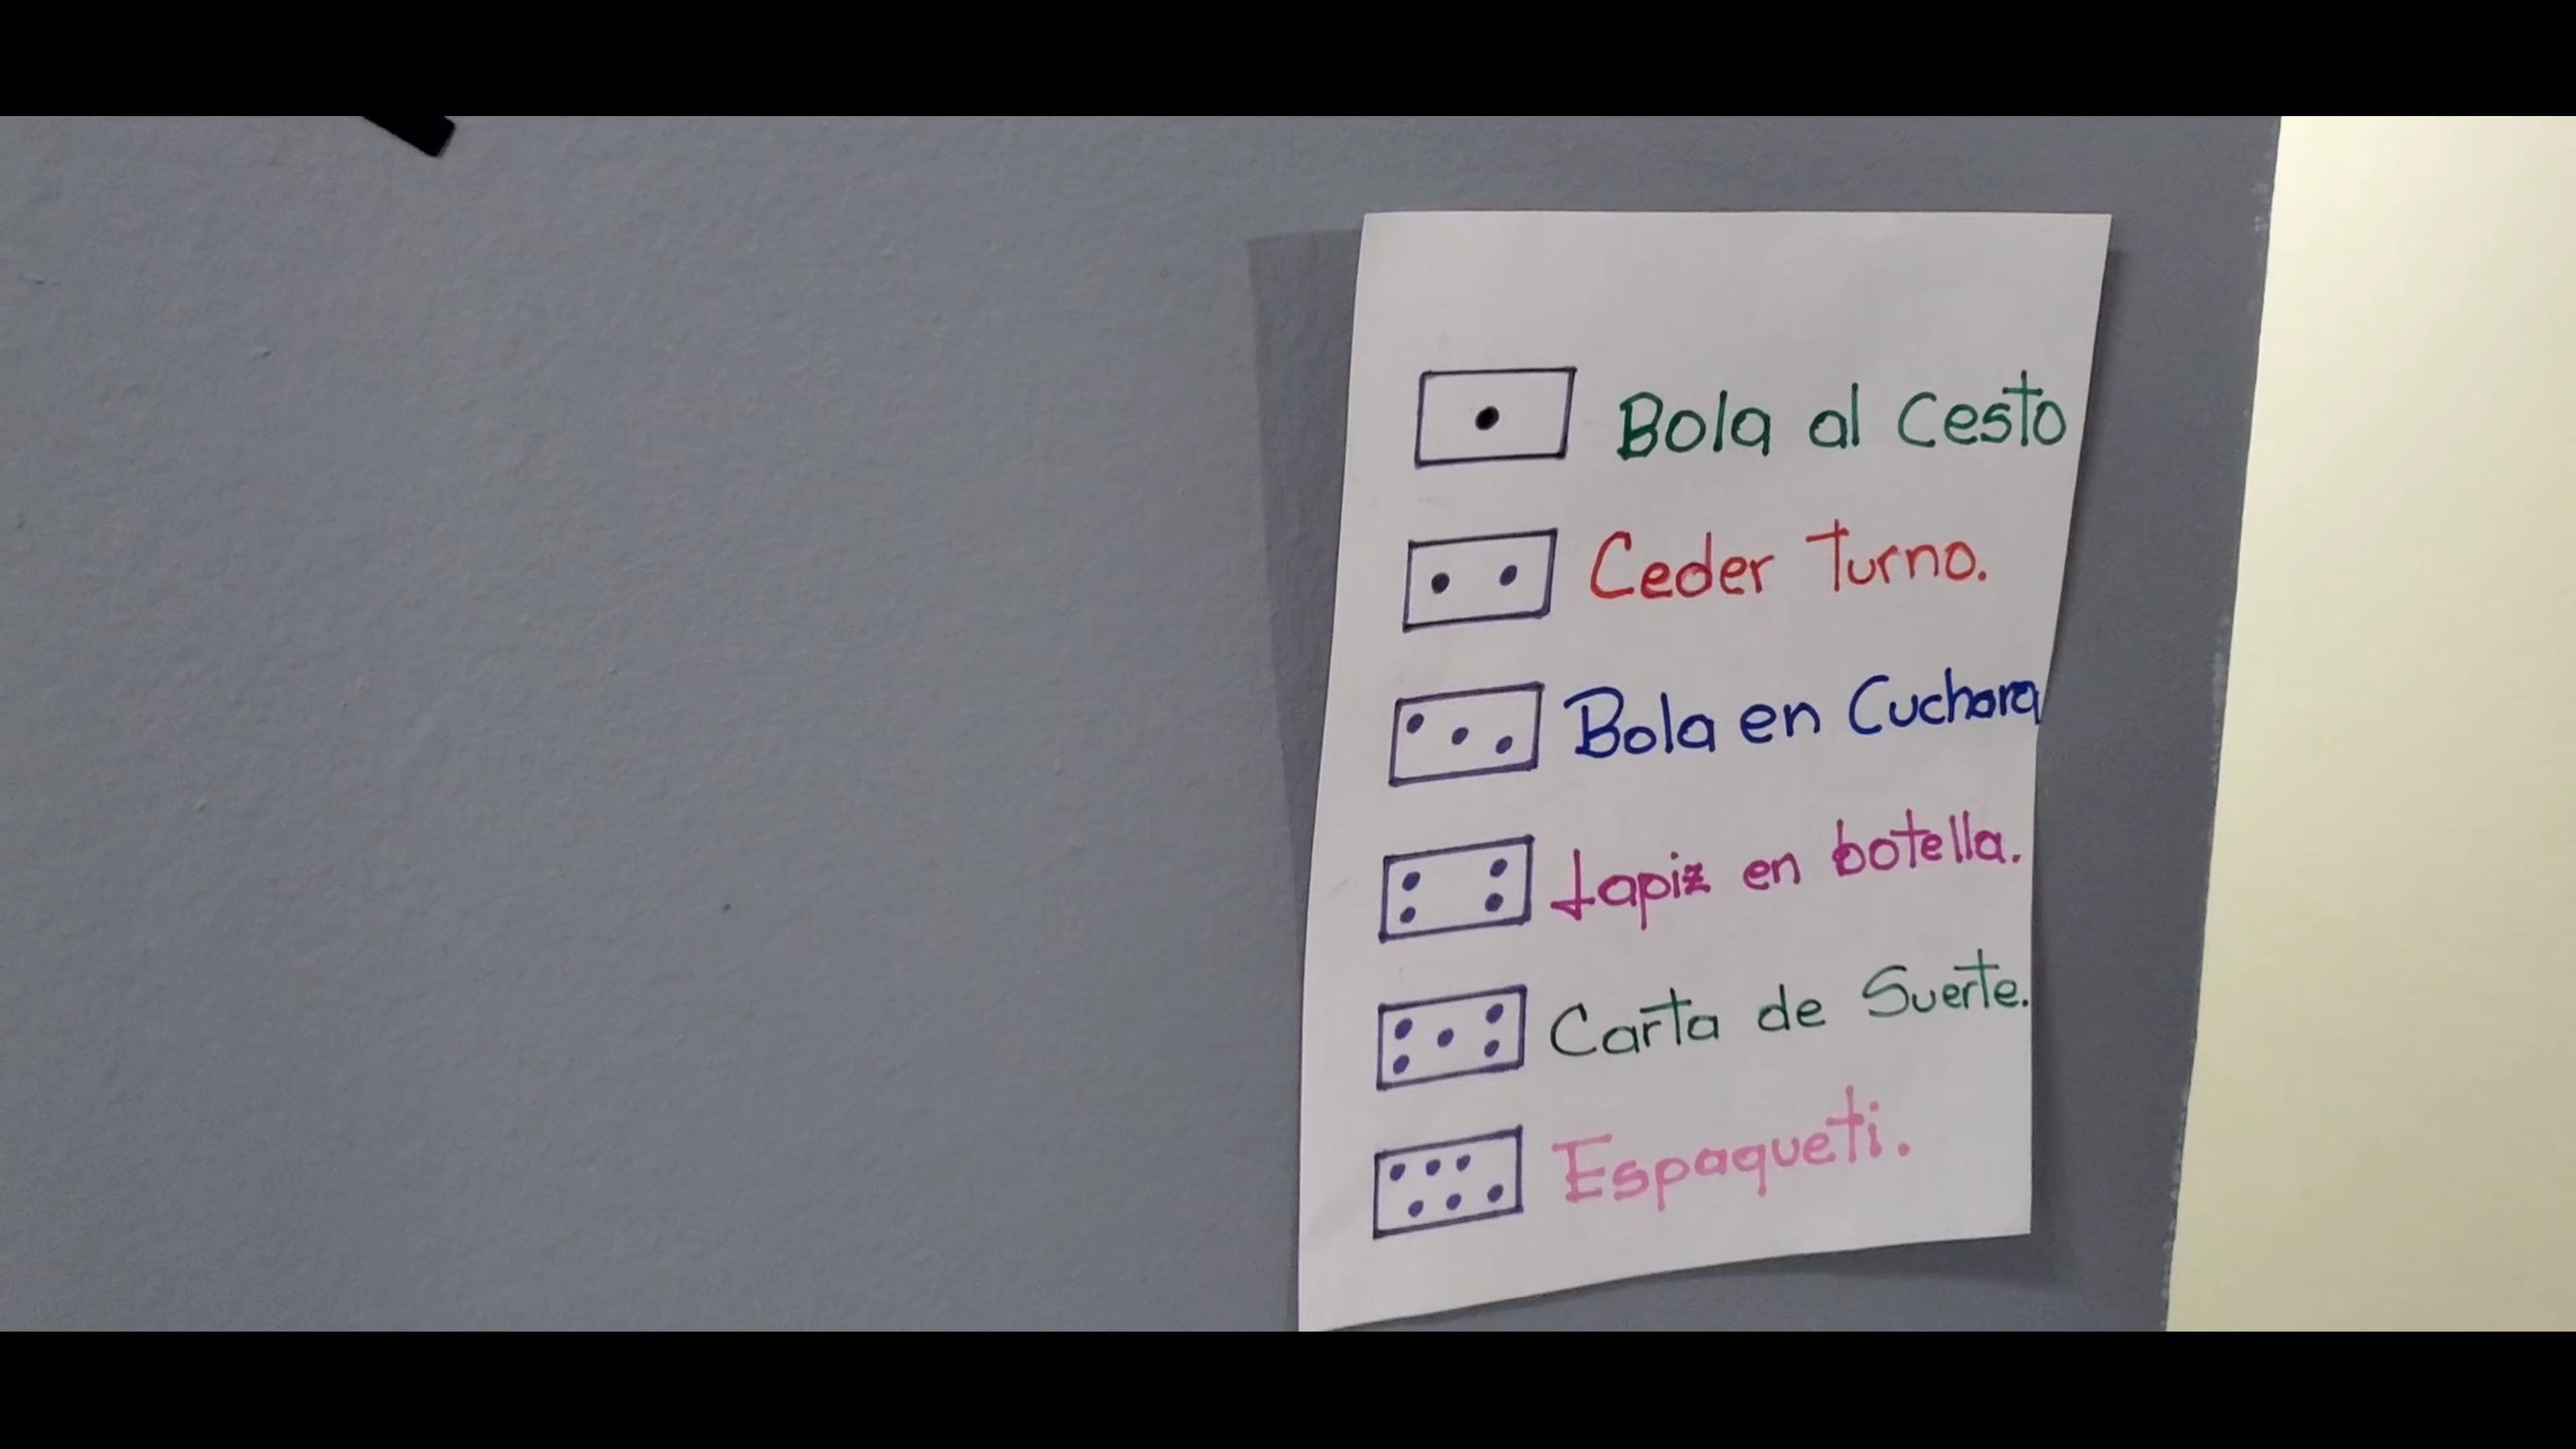 Bola al Cesto
Ceder Turno.
Bola en Cuchara
Lapiz en botella.
Carta de Suerte.
Espaqueti.